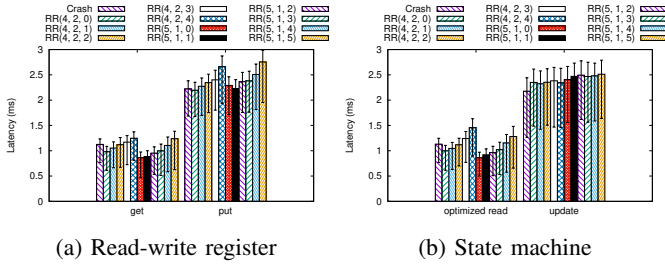 Crash
RR(4,2,0)
RR(4,2,1)
RR(4,2,2)
RR(4,2,3)
RR(4,2,4)
RR(5,1,0)
RR(5,1,1)
RR(5,1,2)
RR(5,1,3)
RR(5,1,4)
RR(5,1,5)
Latency (ms)
3
2.5
2
1.5
1
0.5
0
get put
(a) Read-write register
Crash
RR(4,2,0)
RR(4,2,1)
RR(4,2,2)
RR(4,2,3)
RR(4,2,4)
RR(5,1,0)
RR(5,1,1)
RR(5,1,2)
RR(5,1,3)
RR(5,1,4)
RR(5,1,5)
Latency (ms)
3
2.5
2
1.5
1
0.5
0
optimized read update
(b) State machine